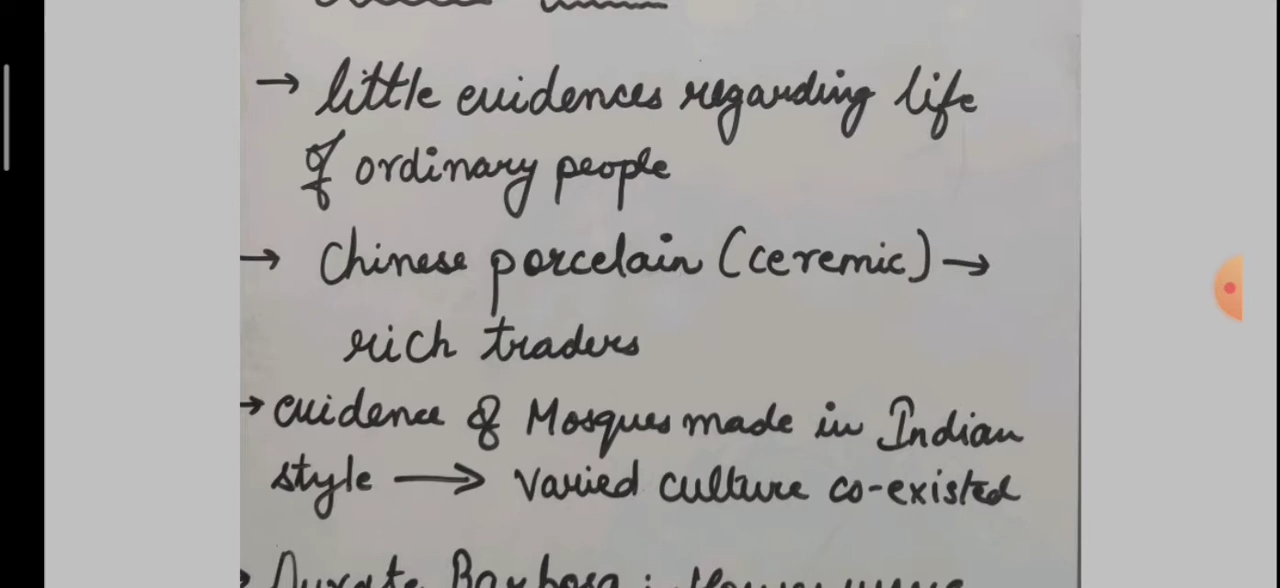 → little evidences regarding life
of ordinary people
→ Chinese porcelain (ceremic) →
rich traders
→ evidence of Mosques made in Indian
style → varied culture co-existed
Barbosa :